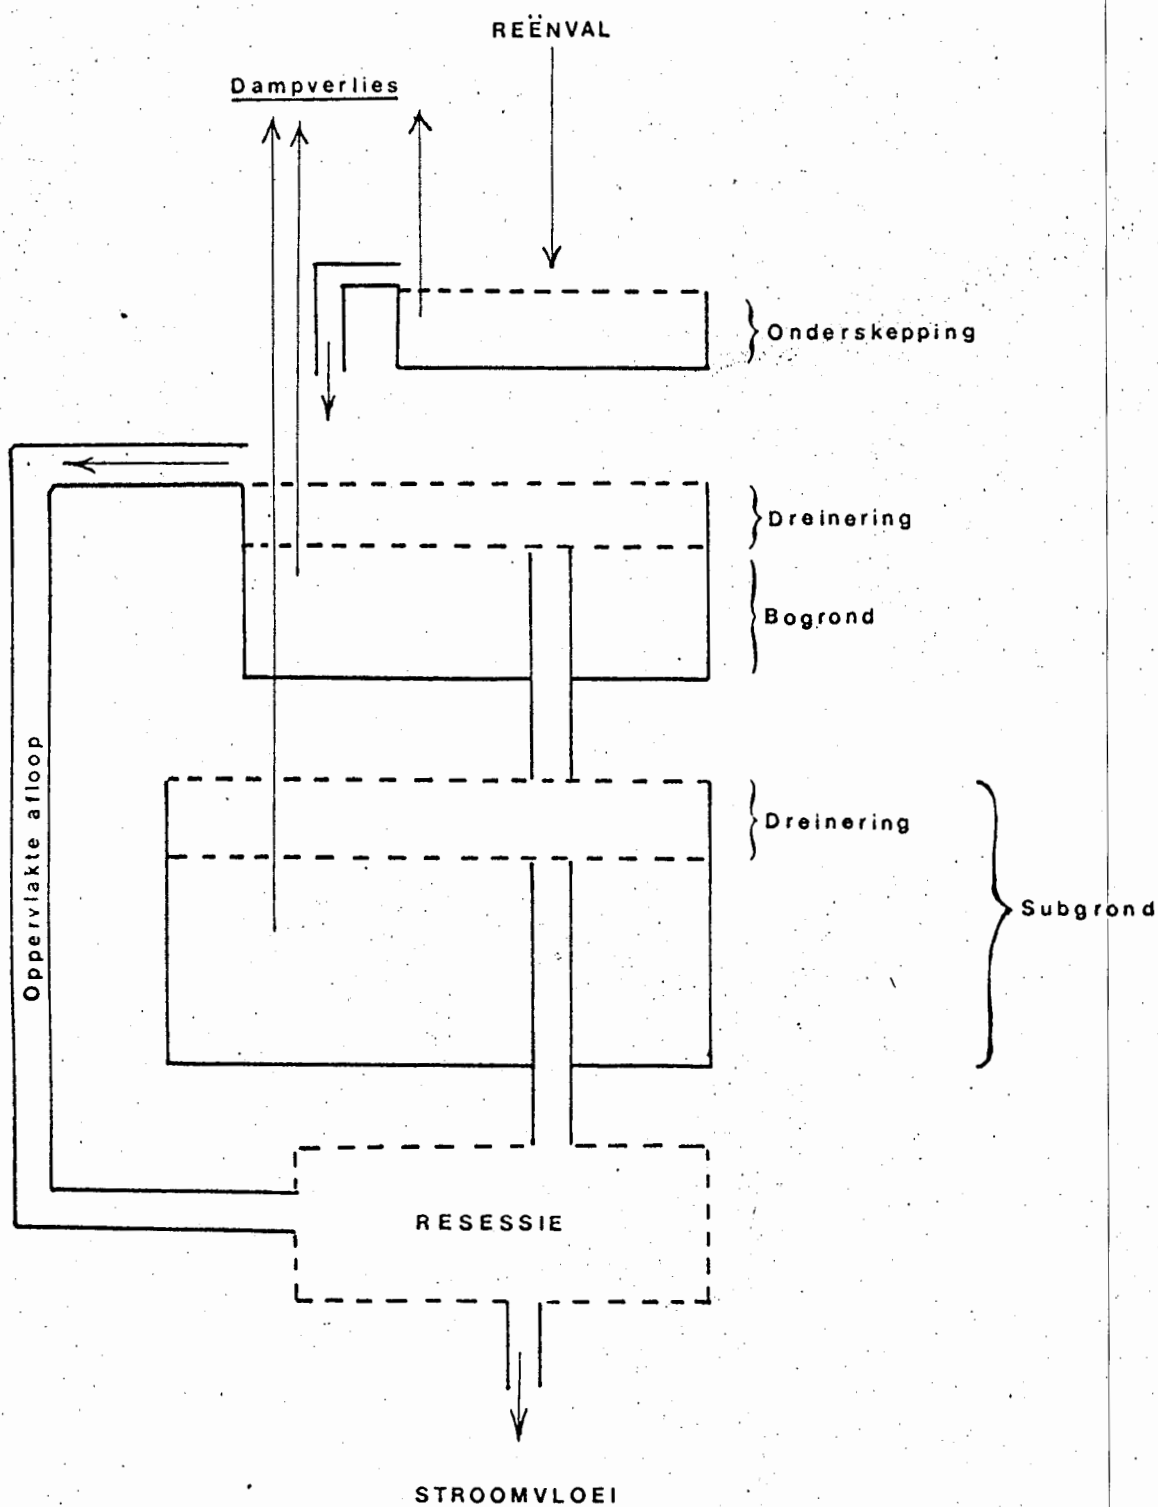 REËNVAL
Dampverlies
Onderskepping
Dreinering
Bogrond
Oppervlakte afloop
Dreinering
Subgrond
RESESSIE
STROOMVLOEI